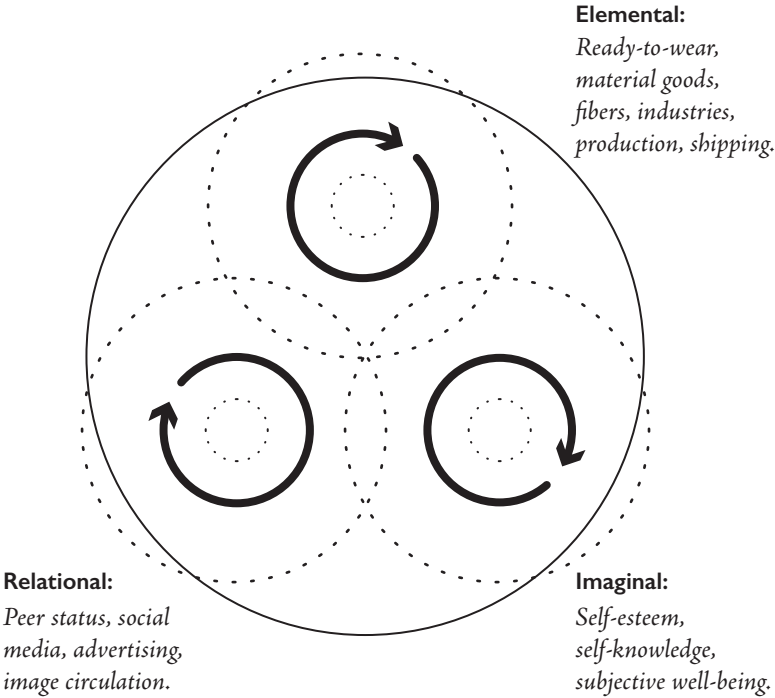 Elemental:
Ready-to-wear,
material goods,
fibers, industries,
production, shipping.
Relational:
Peer status, social
media, advertising,
image circulation.
Imaginal:
Self-esteem,
self-knowledge,
subjective well-being.